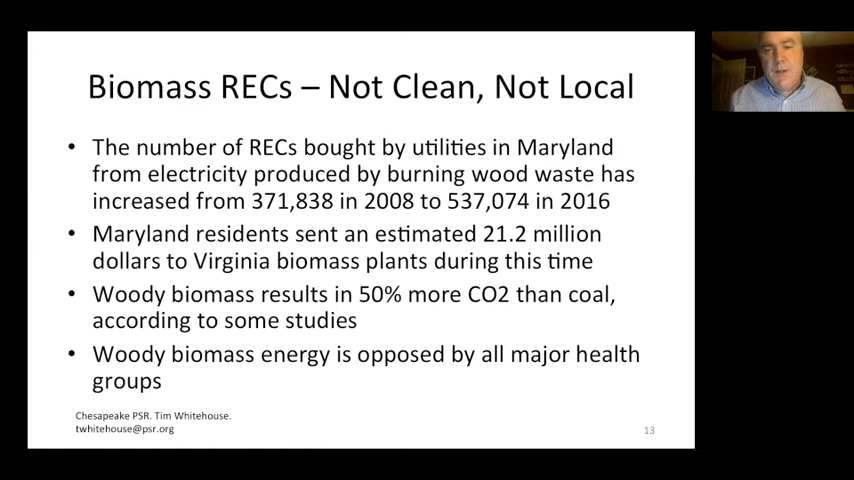 Biomass RECs – Not Clean, Not Local
• The number of RECs bought by utilities in Maryland
from electricity produced by burning wood waste has
increased from 371,838 in 2008 to 537,074 in 2016
• Maryland residents sent an estimated 21.2 million
dollars to Virginia biomass plants during this time
• Woody biomass results in 50% more CO2 than coal,
according to some studies
• Woody biomass energy is opposed by all major health
groups
Chesapeake PSR. Tim Whitehouse.
twhitehouse@psr.org
13